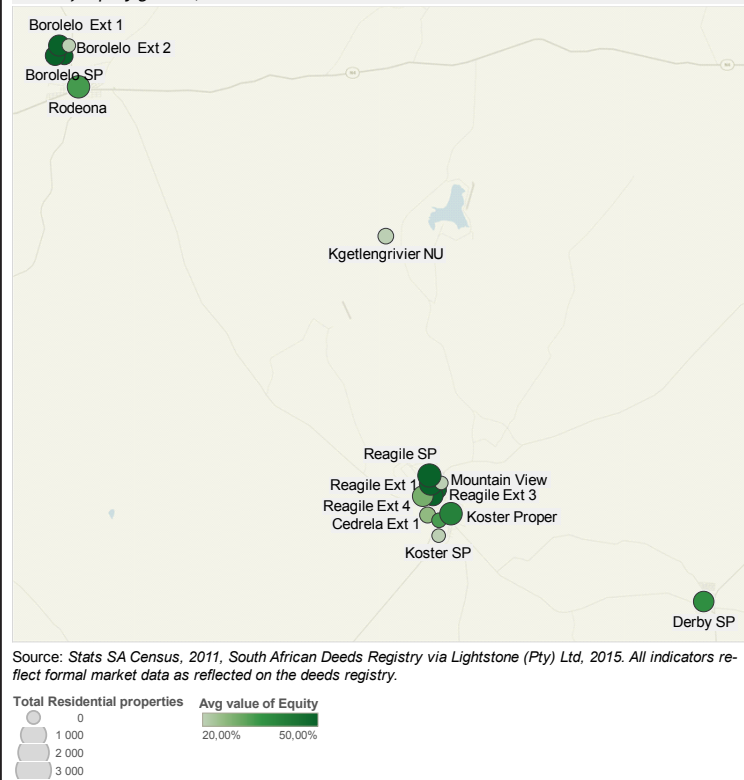 Borolelo Ext 1
Borolelo Ext 2
Borolelo SP
Rodeona
Kgetlengrivier NU
Reagile SP
Mountain View
Reagile Ext 1
Reagile Ext 3
Reagile Ext 4
Koster Proper
Cedrela Ext 1
Koster SP
Derby SP
Source: Stats SA Census, 2011, South African Deeds Registry via Lightstone (Pty) Ltd, 2015. All indicators re-
flect formal market data as reflected on the deeds registry.
Total Residential properties
0
1 000
2 000
3 000
Avg value of Equity
20,00% 50,00%